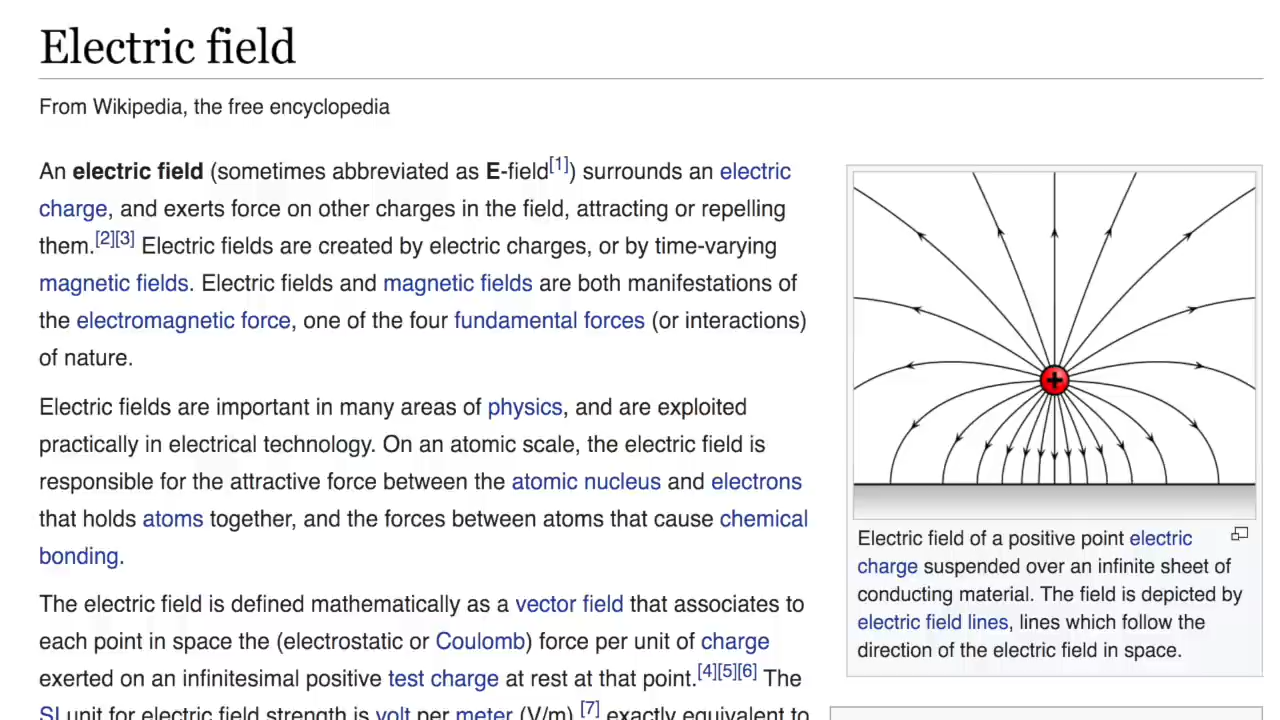 Electric field
From Wikipedia, the free encyclopedia
An electric field (sometimes abbreviated as E-field[1]) surrounds an electric
charge, and exerts force on other charges in the field, attracting or repelling
them.[2][3] Electric fields are created by electric charges, or by time-varying
magnetic fields. Electric fields and magnetic fields are both manifestations of
the electromagnetic force, one of the four fundamental forces (or interactions)
of nature.
Electric fields are important in many areas of physics, and are exploited
practically in electrical technology. On an atomic scale, the electric field is
responsible for the attractive force between the atomic nucleus and electrons
that holds atoms together, and the forces between atoms that cause chemical
bonding.
The electric field is defined mathematically as a vector field that associates to
each point in space the (electrostatic or Coulomb) force per unit of charge
exerted on an infinitesimal positive test charge at rest at that point.[4][5][6] The
SI unit for electric field strength is volt per meter (V/m).[7] exactly equivalent to
+
Electric field of a positive point electric
charge suspended over an infinite sheet of
conducting material. The field is depicted by
electric field lines, lines which follow the
direction of the electric field in space.